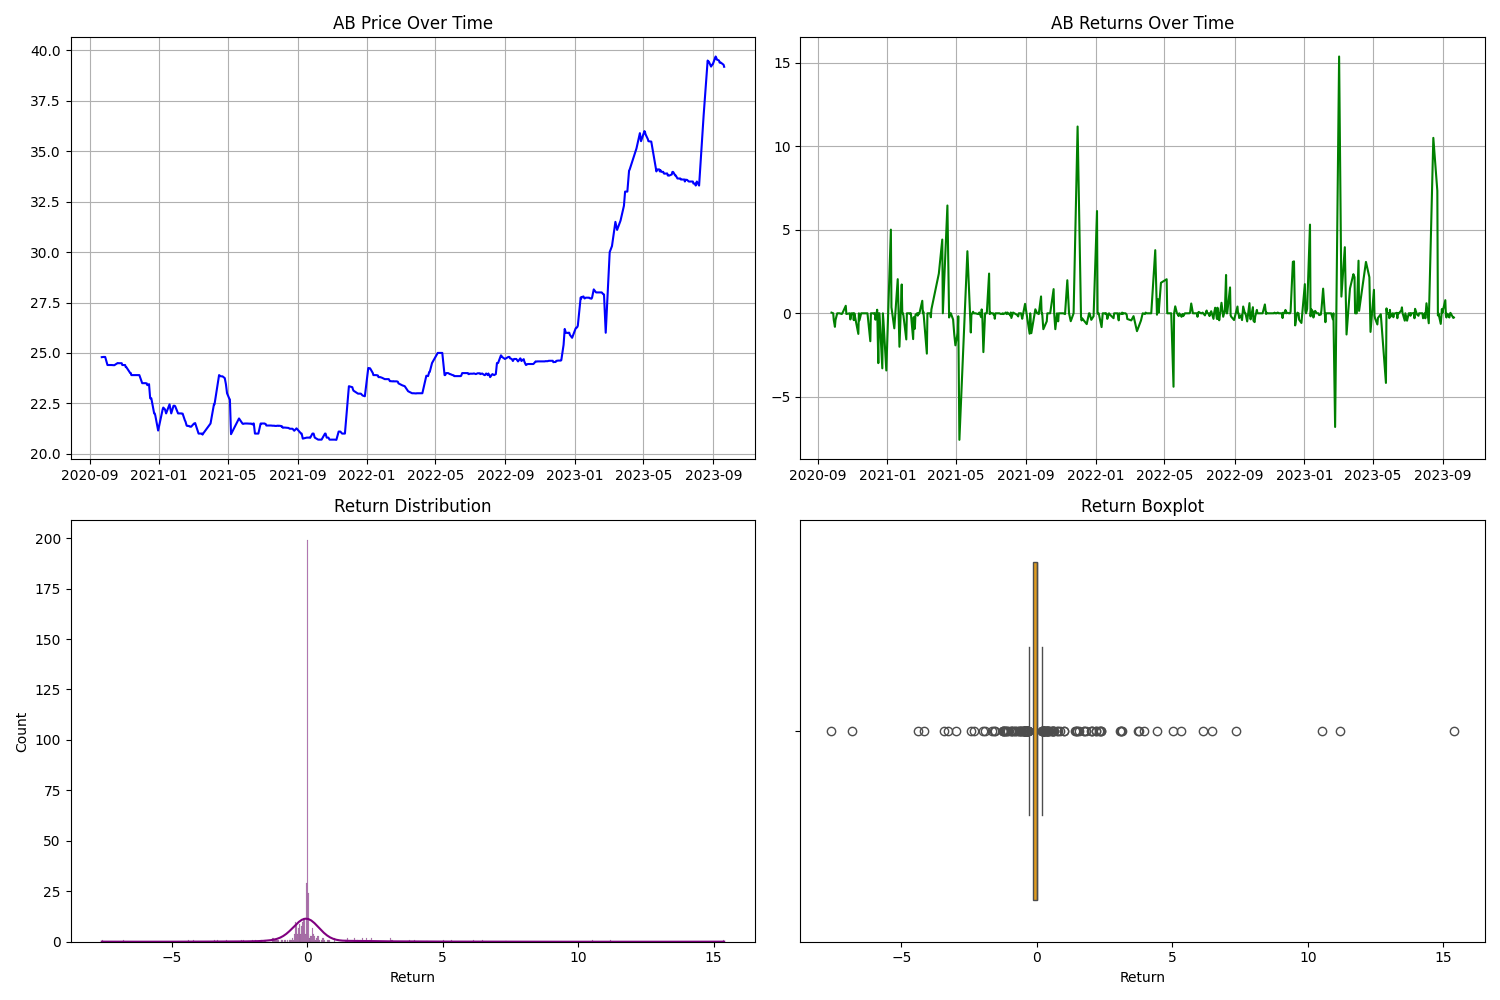 AB Price Over Time
40.0
37.5
35.0
32.5
30.0
27.5
25.0
22.5
20.0
2020-09 2021-01 2021-05 2021-09 2022-01 2022-05 2022-09 2023-01 2023-05 2023-09
AB Returns Over Time
15
10
5
0
−5
2020-09 2021-01 2021-05 2021-09 2022-01 2022-05 2022-09 2023-01 2023-05 2023-09
Return Distribution
Count
200
175
150
125
100
75
50
25
0
−5 0 5 10 15
Return
Return Boxplot
−5 0 5 10 15
Return